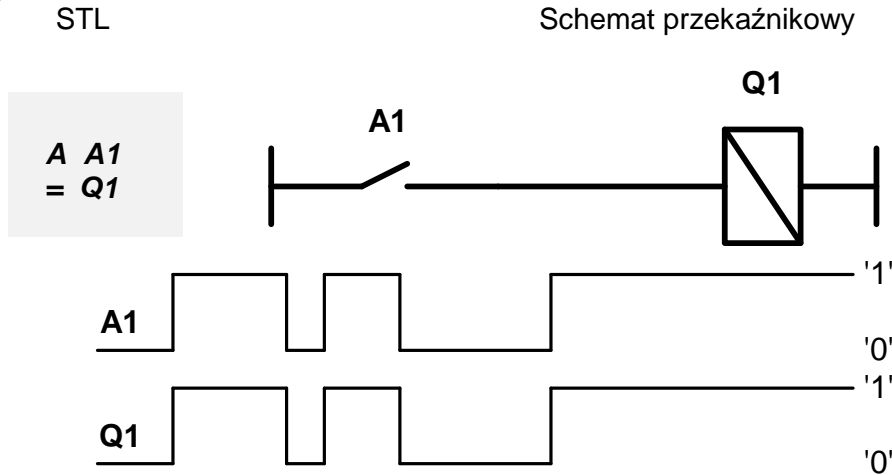 STL
Schemat przekaźnikowy
Q1
A1
A A1
= Q1
'1'
A1
'0'
'1'
Q1
'0'